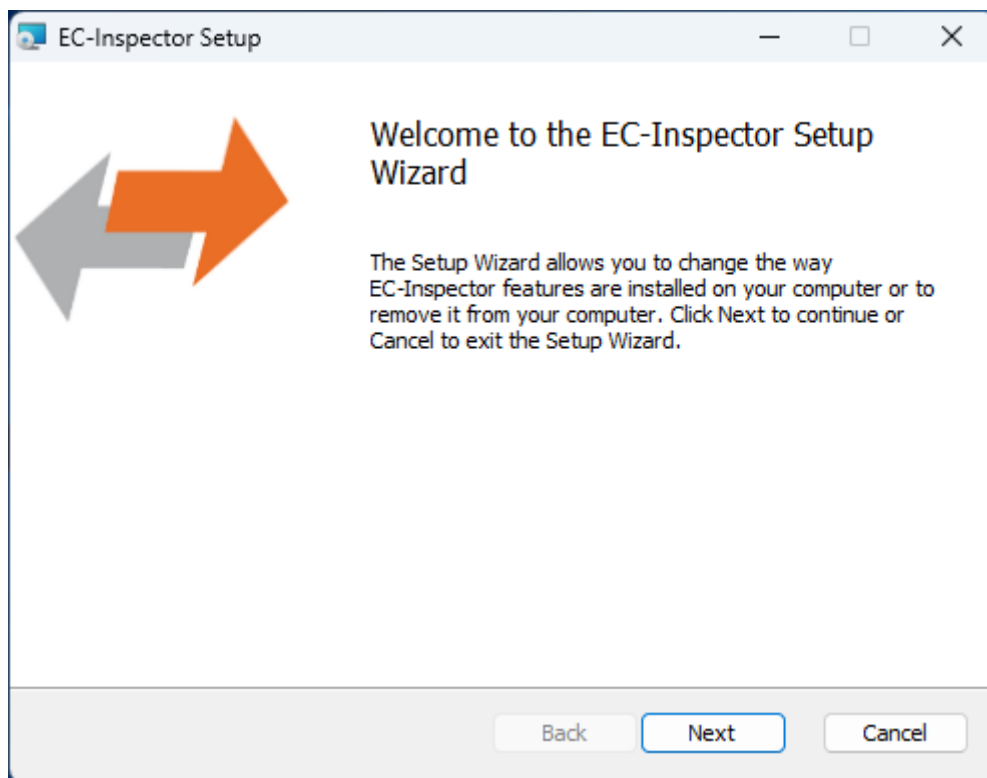 EC-Inspector Setup
Welcome to the EC-Inspector Setup
Wizard
The Setup Wizard allows you to change the way
EC-Inspector features are installed on your computer or to
remove it from your computer. Click Next to continue or
Cancel to exit the Setup Wizard.
Back Next Cancel